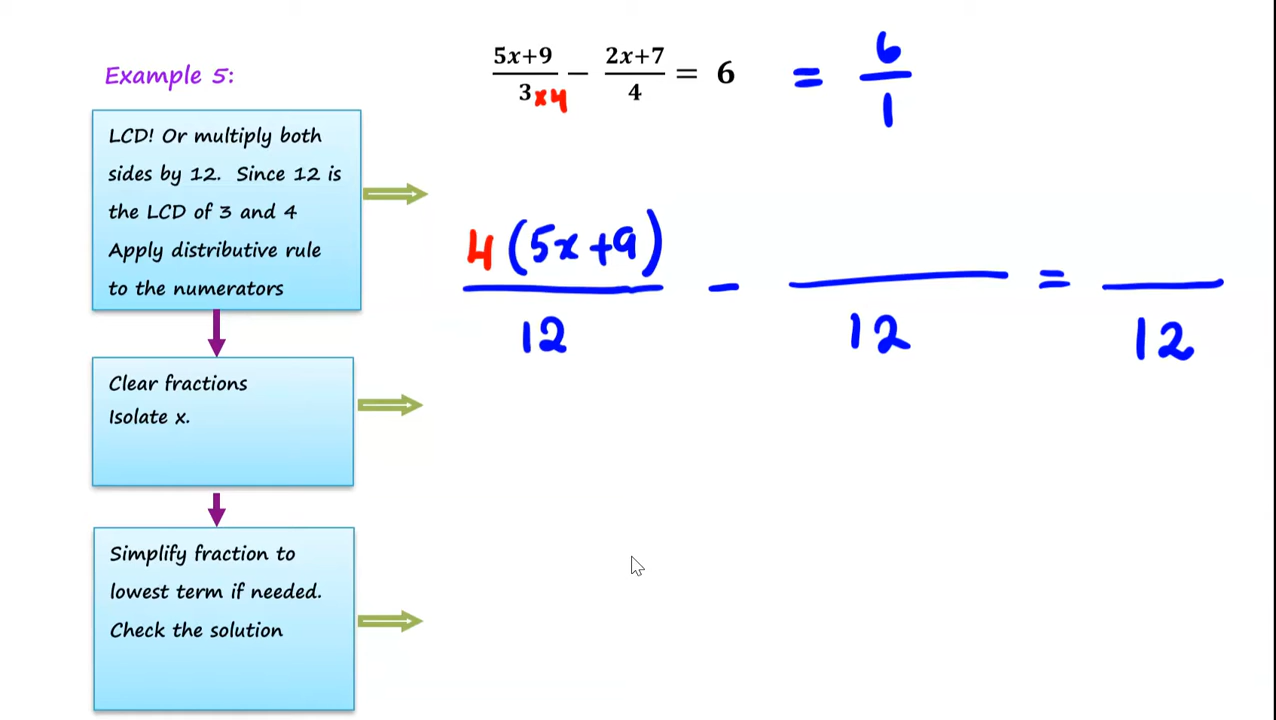 Example 5:
5x+9/3 − 2x+7/4 = 6 = 6/1
×4
LCD! Or multiply both
sides by 12. Since 12 is
the LCD of 3 and 4
Apply distributive rule
to the numerators
4(5x+9)/12 − /12 = /12
Clear fractions
Isolate x.
Simplify fraction to
lowest term if needed.
Check the solution